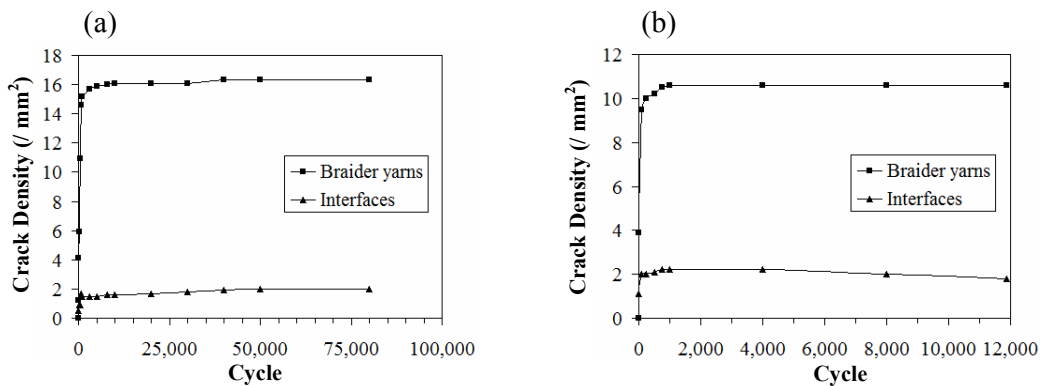 (a)
Crack Density (/ mm²)
18
16
14
12
10
8
6
4
2
0
Braider yarns
Interfaces
0 25,000 50,000 75,000 100,000
Cycle
(b)
Crack Density (/ mm²)
12
10
8
6
4
2
0
Braider yarns
Interfaces
0 2,000 4,000 6,000 8,000 10,000 12,000
Cycle